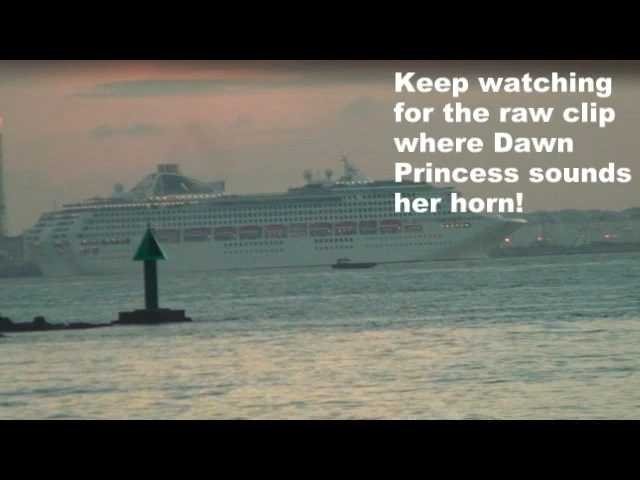 Keep watching
for the raw clip
where Dawn
Princess sounds
her horn!